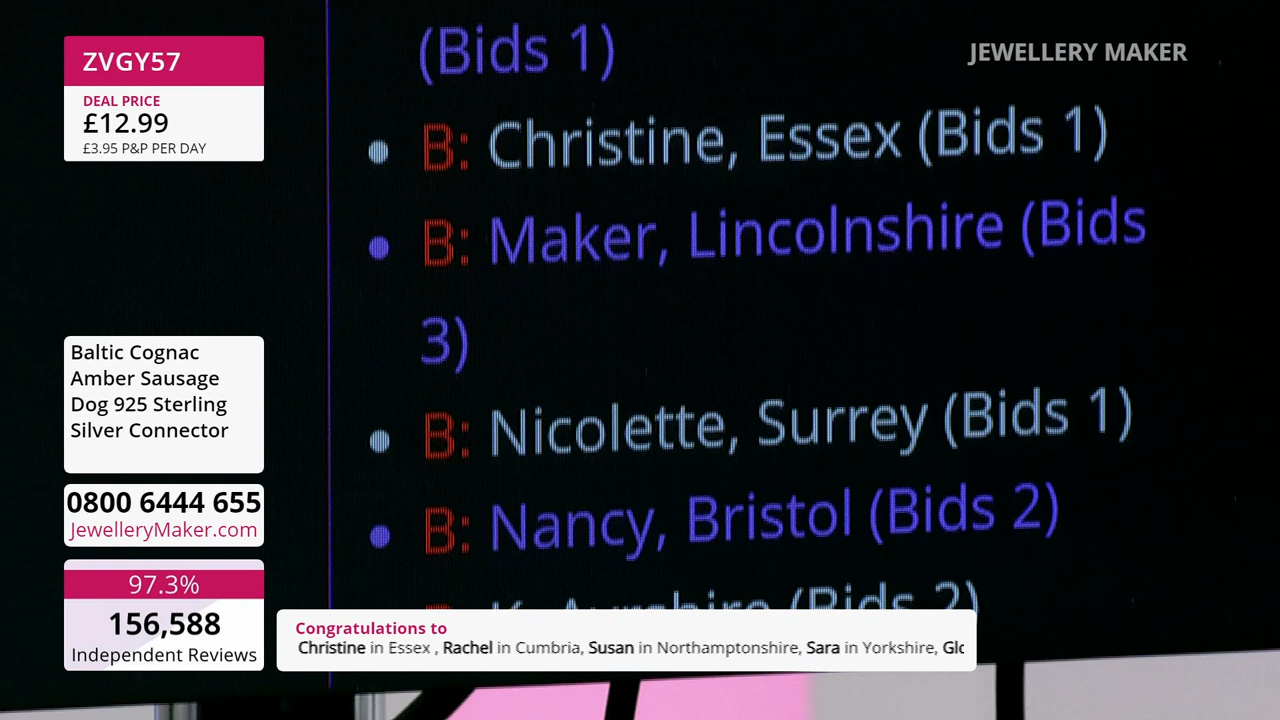 ZVGY57
DEAL PRICE
£12.99
£3.95 P&P PER DAY
Baltic Cognac
Amber Sausage
Dog 925 Sterling
Silver Connector
0800 6444 655
JewelleryMaker.com
97.3%
156,588
Independent Reviews
JEWELLERY MAKER
(Bids 1)
• B: Christine, Essex (Bids 1)
• B: Maker, Lincolnshire (Bids
3)
• B: Nicolette, Surrey (Bids 1)
• B: Nancy, Bristol (Bids 2)
K, Ayrshire (Bids 2)
Congratulations to
Christine in Essex , Rachel in Cumbria, Susan in Northamptonshire, Sara in Yorkshire,